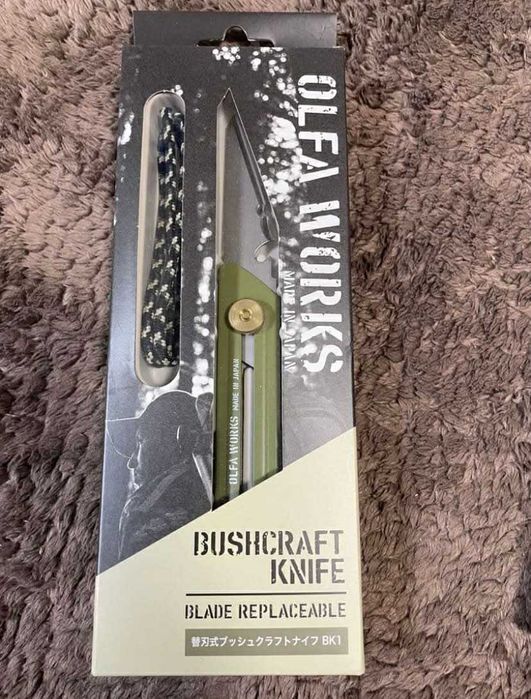 OLFA WORKS
MADE IN JAPAN
OLFA WORKS MADE IN JAPAN
BUSHCRAFT
KNIFE
BLADE REPLACEABLE
替刃式ブッシュクラフトナイフ BK1